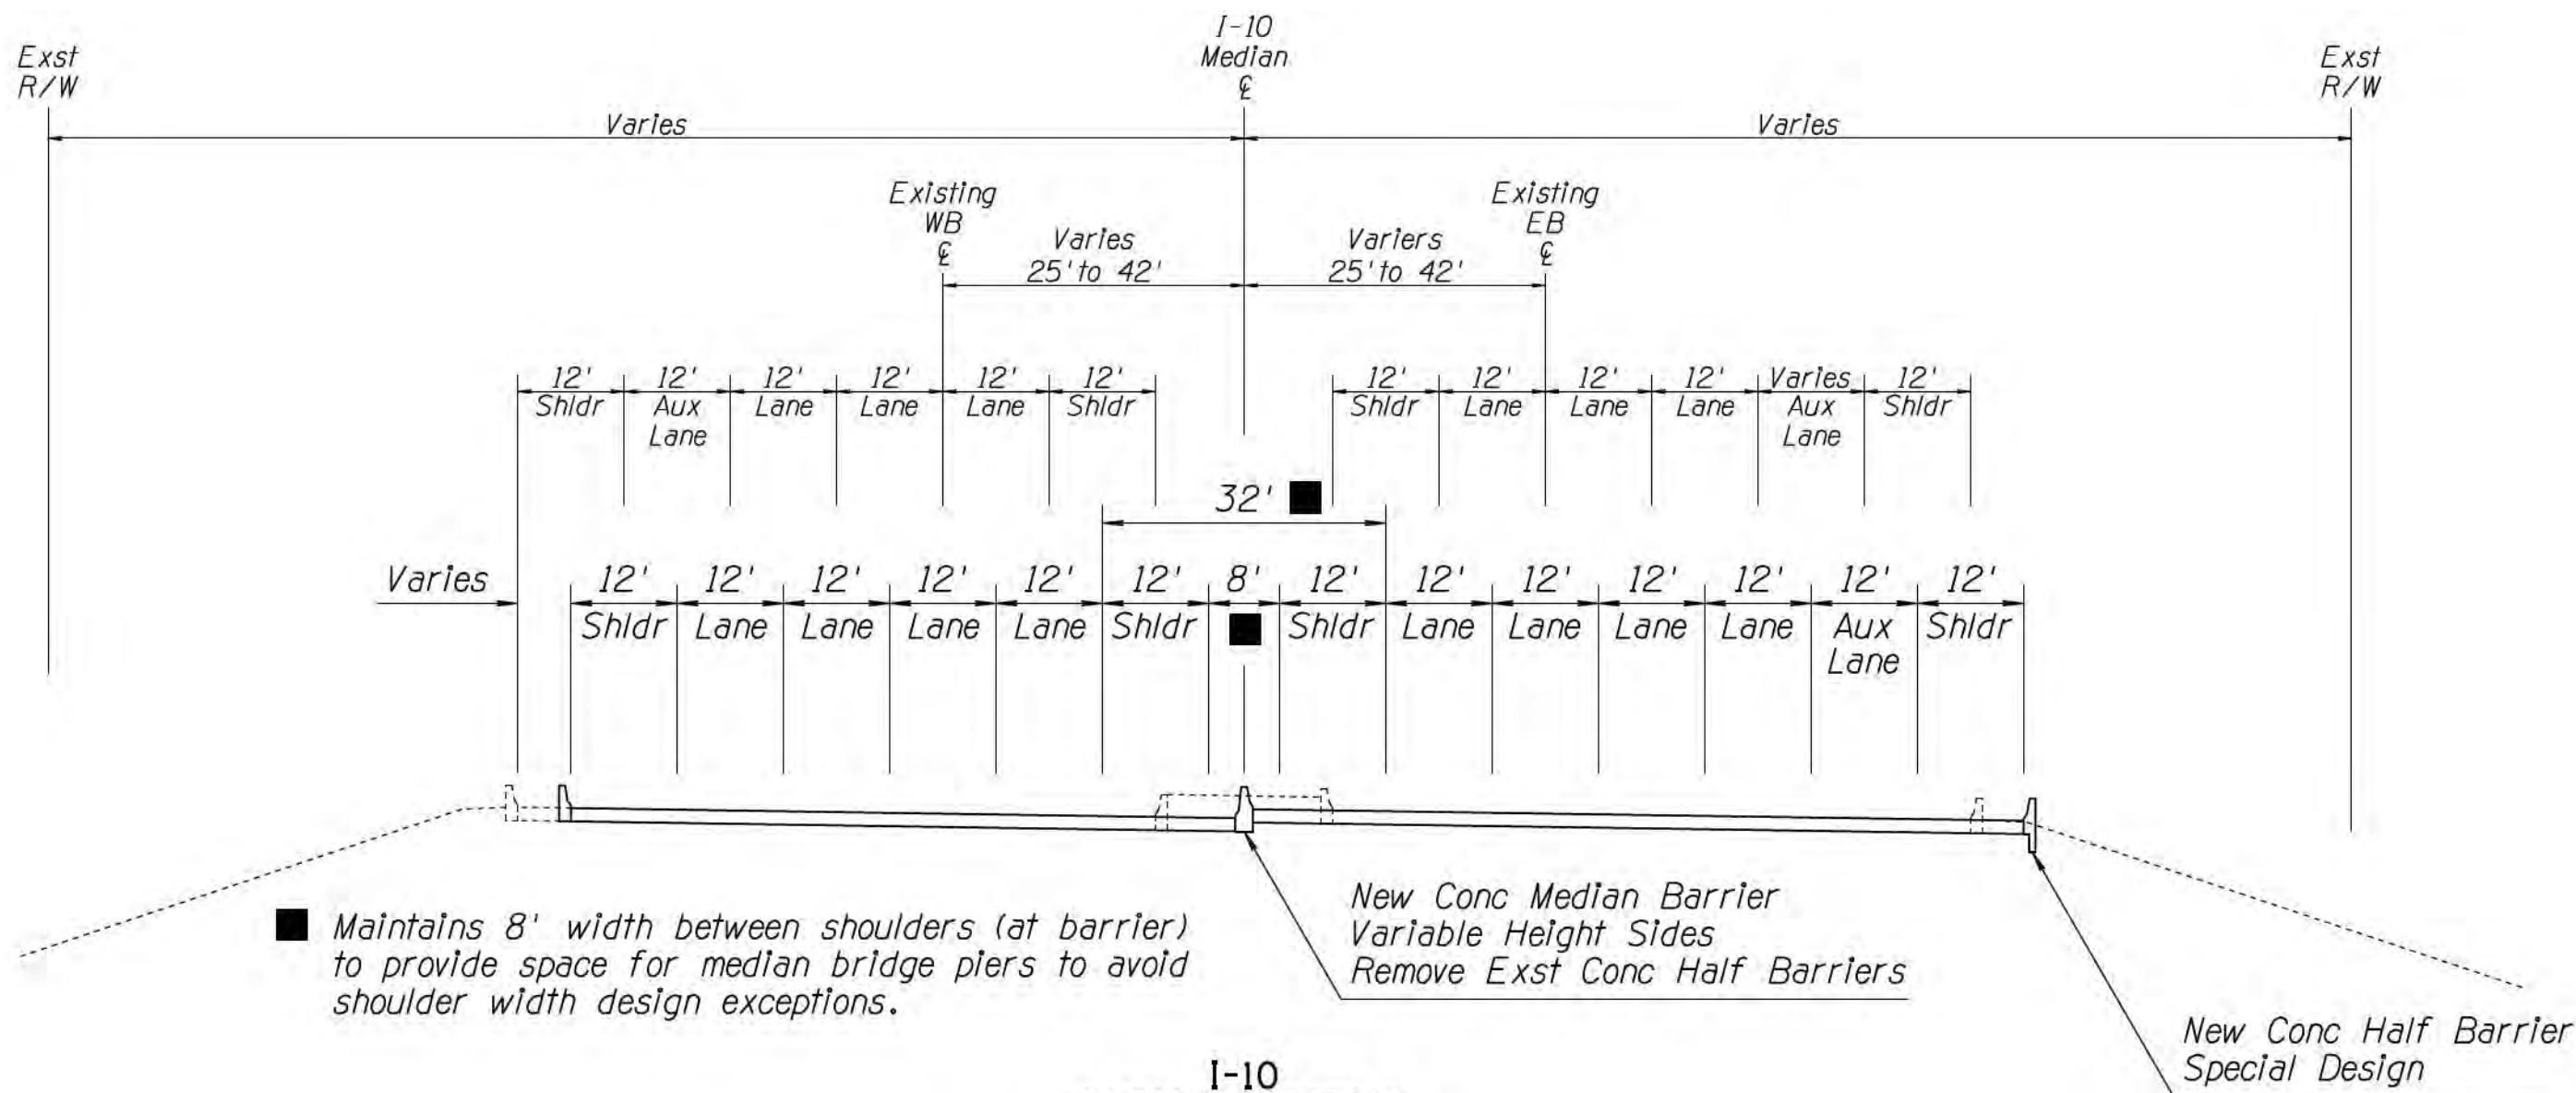 I-10
Median
℄
Exst
R/W
Exst
R/W
Varies
Varies
Existing
WB
℄
Existing
EB
℄
Varies
25' to 42'
Variers
25' to 42'
12' 12' 12' 12' 12' 12'
Shldr Aux Lane Lane Lane Shldr
Lane
12' 12' 12' 12' Varies 12'
Shldr Lane Lane Lane Aux Shldr
Lane
32' ■
Varies 12' 12' 12' 12' 12' 12' 8' 12' 12' 12' 12' 12' 12' 12'
Shldr Lane Lane Lane Lane Shldr ■ Shldr Lane Lane Lane Lane Aux Shldr
Lane
■ Maintains 8' width between shoulders (at barrier)
to provide space for median bridge piers to avoid
shoulder width design exceptions.
New Conc Median Barrier
Variable Height Sides
Remove Exst Conc Half Barriers
New Conc Half Barrier
Special Design
I-10